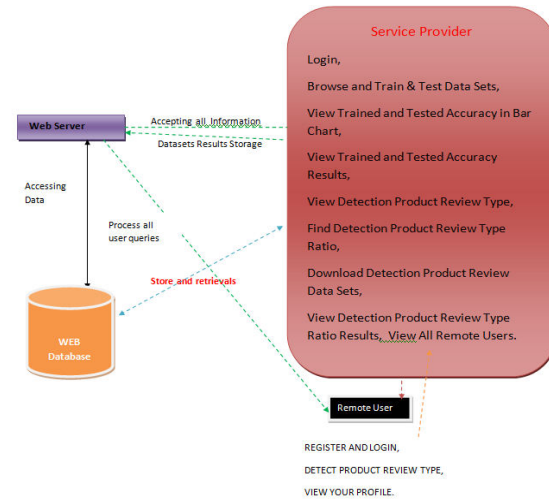 Service Provider
Login,
Browse and Train & Test Data Sets,
View Trained and Tested Accuracy in Bar
Chart,
View Trained and Tested Accuracy
Results,
View Detection Product Review Type,
Find Detection Product Review Type
Ratio,
Download Detection Product Review
Data Sets,
View Detection Product Review Type
Ratio Results, View All Remote Users.
Web Server
Accepting all Information
Datasets Results Storage
Accessing
Data
Process all
user queries
Store and retrievals
WEB
Database
Remote User
REGISTER AND LOGIN,
DETECT PRODUCT REVIEW TYPE,
VIEW YOUR PROFILE.